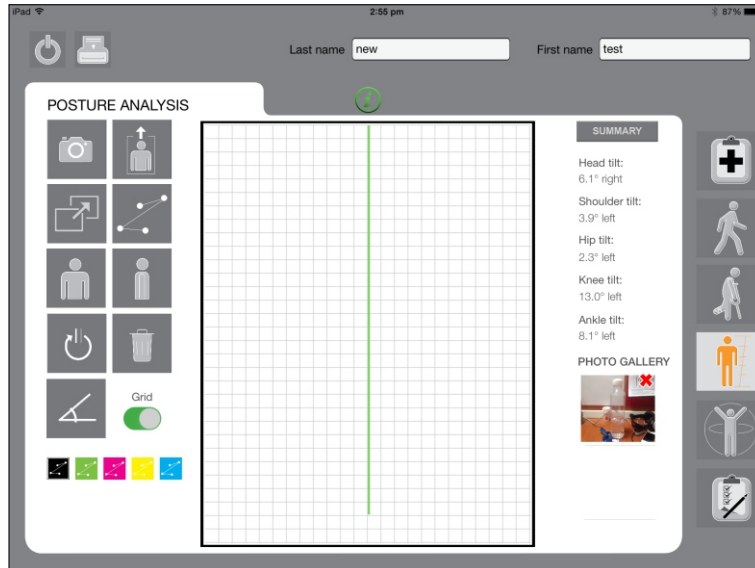 iPad 2:55 pm 87%
Last name new First name test
POSTURE ANALYSIS
i
SUMMARY
Head tilt:
6.1° right
Shoulder tilt:
3.9° left
Hip tilt:
2.3° left
Knee tilt:
13.0° left
Ankle tilt:
8.1° left
PHOTO GALLERY
Grid